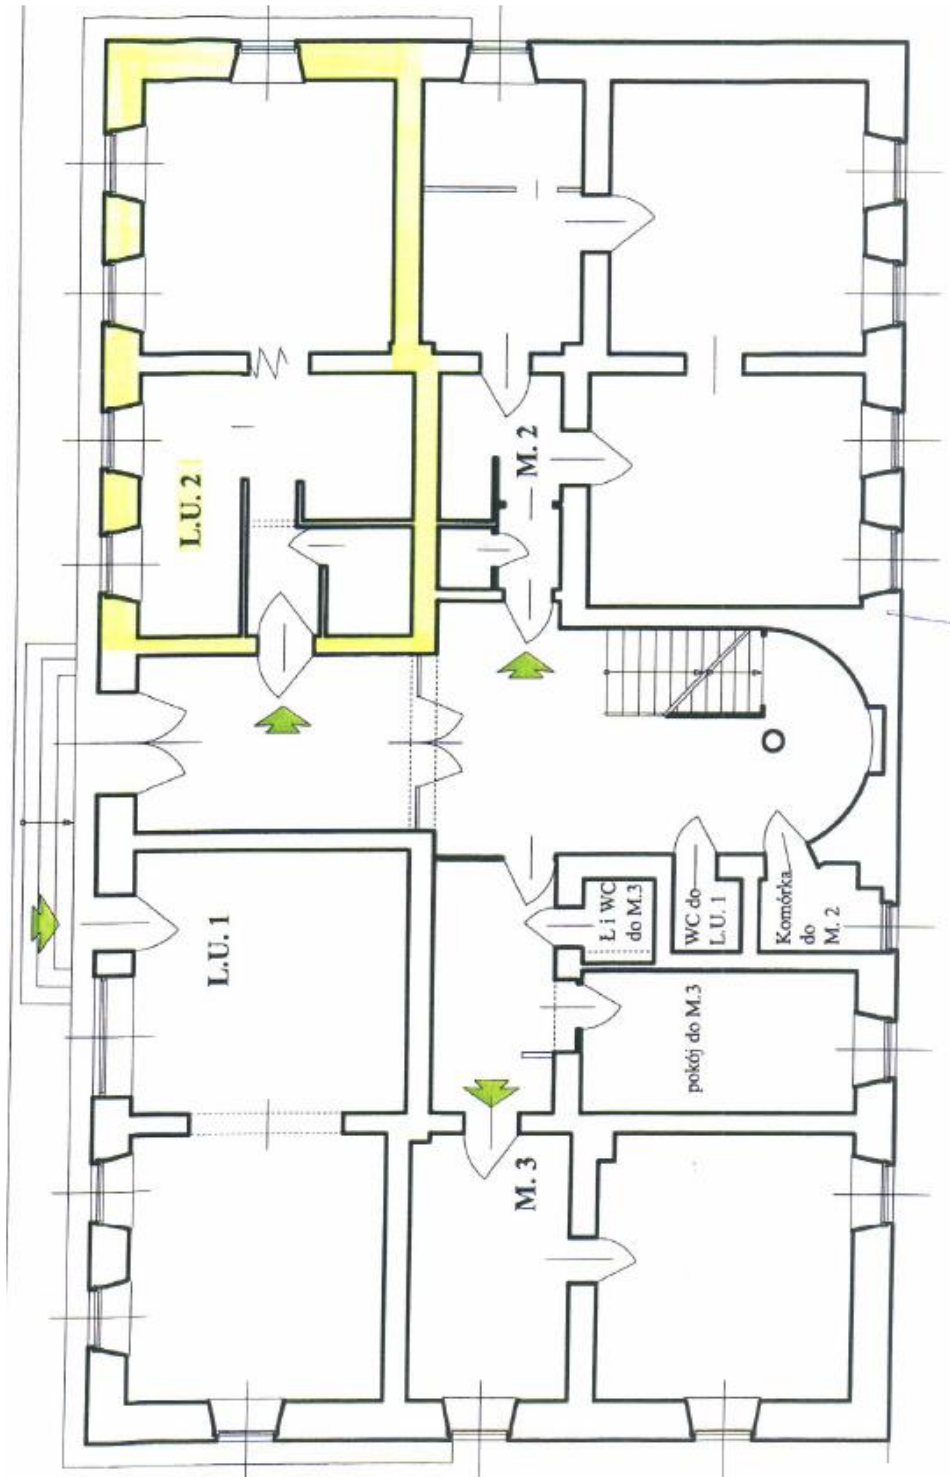 L.U. 2
M. 2
L.U. 1
Ł i WC
do M.3
WC do
L.U. 1
Komórka
do
M. 2
pokój do M.3
M. 3